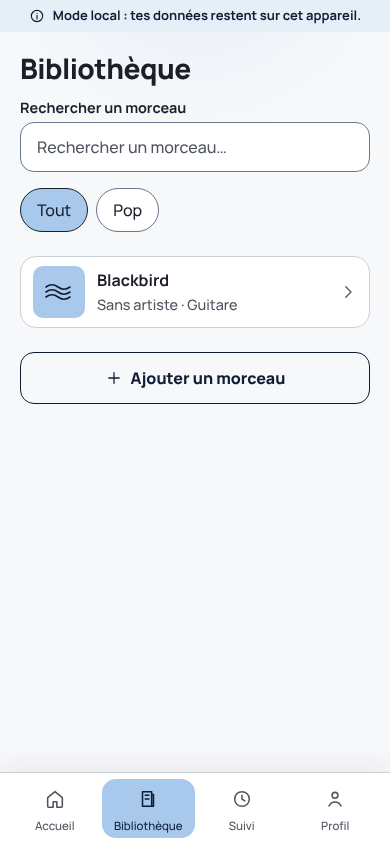 Mode local : tes données restent sur cet appareil.
Bibliothèque
Rechercher un morceau
Rechercher un morceau…
Tout
Pop
Blackbird
Sans artiste · Guitare
Ajouter un morceau
Accueil
Bibliothèque
Suivi
Profil